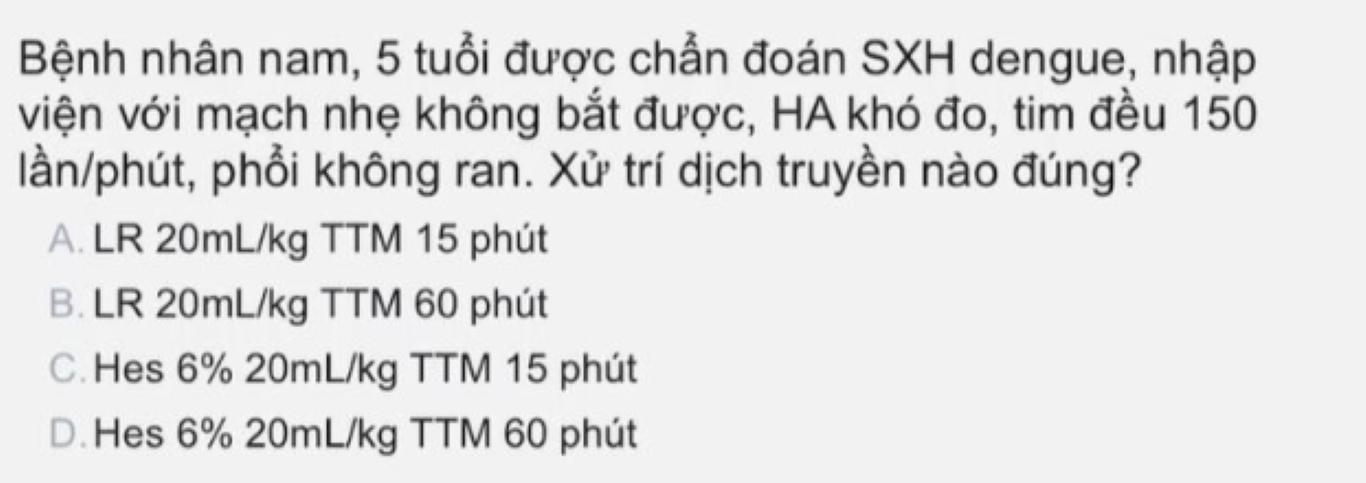 Bệnh nhân nam, 5 tuổi được chẩn đoán SXH dengue, nhập
viện với mạch nhẹ không bắt được, HA khó đo, tim đều 150
lần/phút, phổi không ran. Xử trí dịch truyền nào đúng?
A. LR 20mL/kg TTM 15 phút
B. LR 20mL/kg TTM 60 phút
C. Hes 6% 20mL/kg TTM 15 phút
D. Hes 6% 20mL/kg TTM 60 phút